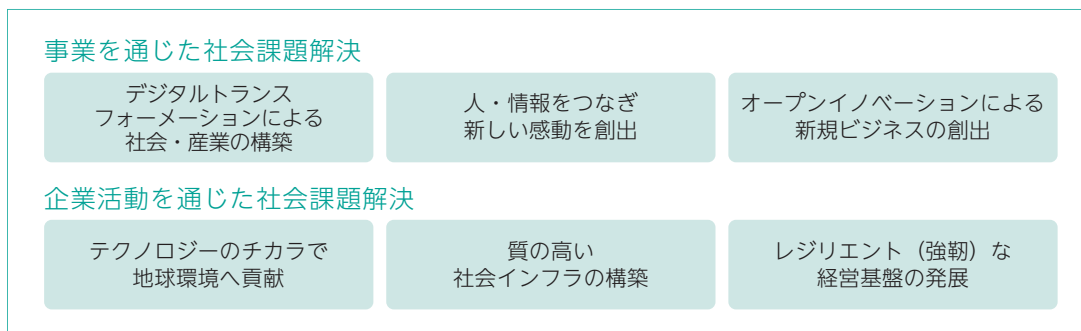 事業を通じた社会課題解決
デジタルトランス
フォーメーションによる
社会・産業の構築
人・情報をつなぎ
新しい感動を創出
オープンイノベーションによる
新規ビジネスの創出
企業活動を通じた社会課題解決
テクノロジーのチカラで
地球環境へ貢献
質の高い
社会インフラの構築
レジリエント（強靭）な
経営基盤の発展